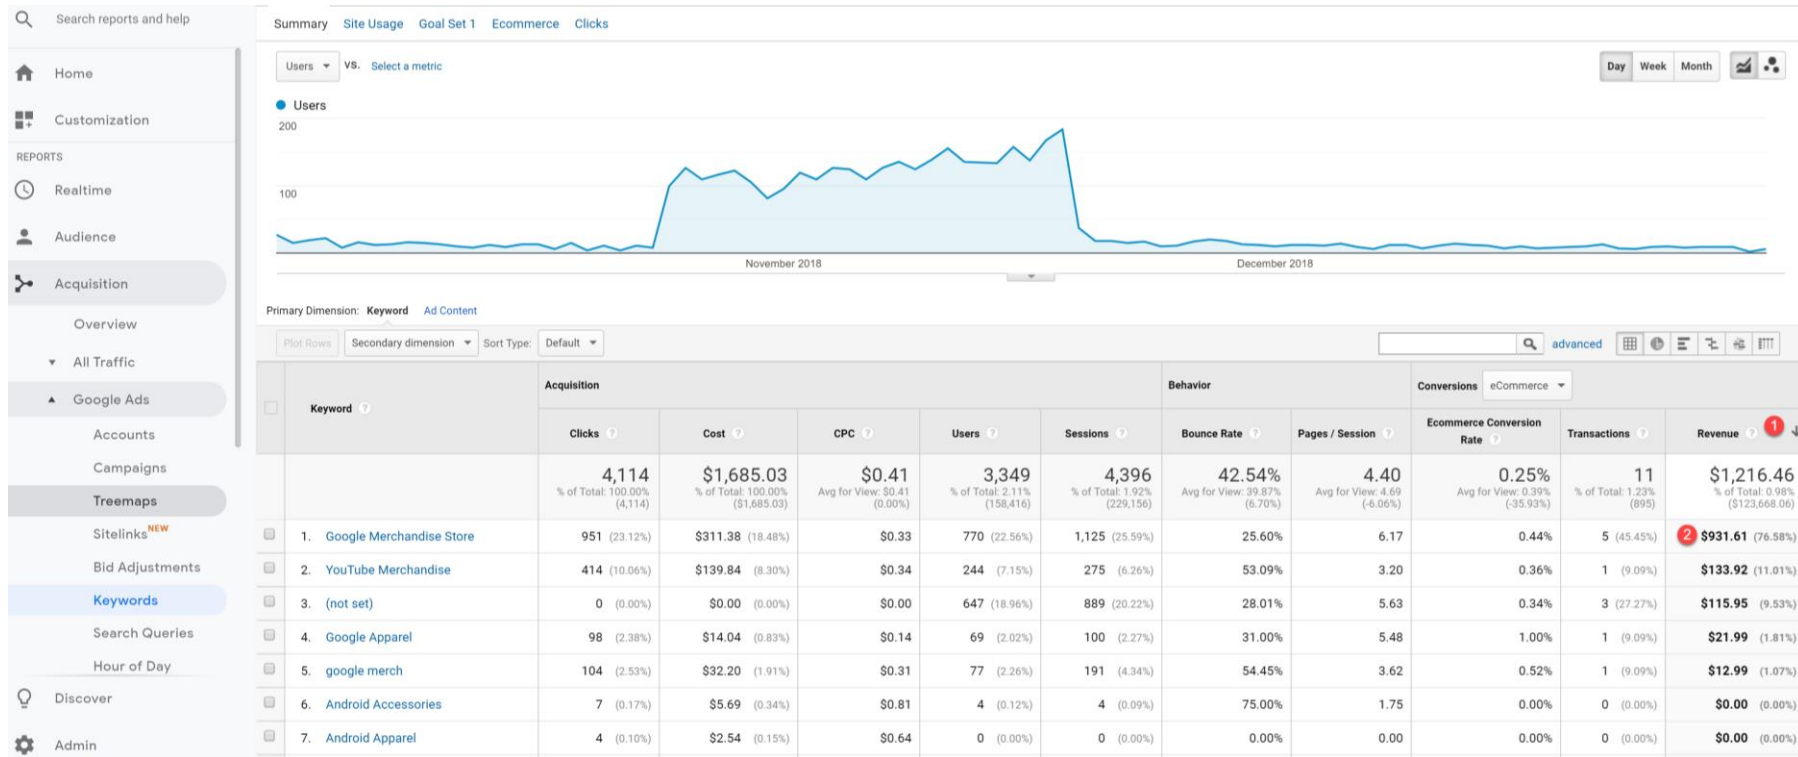 Search reports and help
Home
Customization
REPORTS
Realtime
Audience
Acquisition
Overview
All Traffic
Google Ads
Accounts
Campaigns
Treemaps
Sitelinks NEW
Bid Adjustments
Keywords
Search Queries
Hour of Day
Discover
Admin
Summary Site Usage Goal Set 1 Ecommerce Clicks
Users VS. Select a metric
Day Week Month
Users
200
100
November 2018 December 2018
Primary Dimension: Keyword Ad Content
Plot Rows Secondary dimension Sort Type: Default advanced
Acquisition Behavior Conversions eCommerce
Keyword ? Clicks ? Cost ? CPC ? Users ? Sessions ? Bounce Rate ? Pages / Session ? Ecommerce Conversion Rate ? Transactions ? Revenue ? 1
4,114 $1,685.03 $0.41 3,349 4,396 42.54% 4.40 0.25% 11 $1,216.46
% of Total: 100.00% % of Total: 100.00% Avg for View: $0.41 % of Total: 2.11% % of Total: 1.92% Avg for View: 39.87% Avg for View: 4.69 Avg for View: 0.39% % of Total: 1.23% % of Total: 0.98%
(4,114) ($1,685.03) (0.00%) (158,416) (229,156) (6.70%) (-6.06%) (-35.93%) (895) ($123,668.06)
1. Google Merchandise Store 951 (23.12%) $311.38 (18.48%) $0.33 770 (22.56%) 1,125 (25.59%) 25.60% 6.17 0.44% 5 (45.45%) 2 $931.61 (76.58%)
2. YouTube Merchandise 414 (10.06%) $139.84 (8.30%) $0.34 244 (7.15%) 275 (6.26%) 53.09% 3.20 0.36% 1 (9.09%) $133.92 (11.01%)
3. (not set) 0 (0.00%) $0.00 (0.00%) $0.00 647 (18.96%) 889 (20.22%) 28.01% 5.63 0.34% 3 (27.27%) $115.95 (9.53%)
4. Google Apparel 98 (2.38%) $14.04 (0.83%) $0.14 69 (2.02%) 100 (2.27%) 31.00% 5.48 1.00% 1 (9.09%) $21.99 (1.81%)
5. google merch 104 (2.53%) $32.20 (1.91%) $0.31 77 (2.26%) 191 (4.34%) 54.45% 3.62 0.52% 1 (9.09%) $12.99 (1.07%)
6. Android Accessories 7 (0.17%) $5.69 (0.34%) $0.81 4 (0.12%) 4 (0.09%) 75.00% 1.75 0.00% 0 (0.00%) $0.00 (0.00%)
7. Android Apparel 4 (0.10%) $2.54 (0.15%) $0.64 0 (0.00%) 0 (0.00%) 0.00% 0.00 0.00% 0 (0.00%) $0.00 (0.00%)